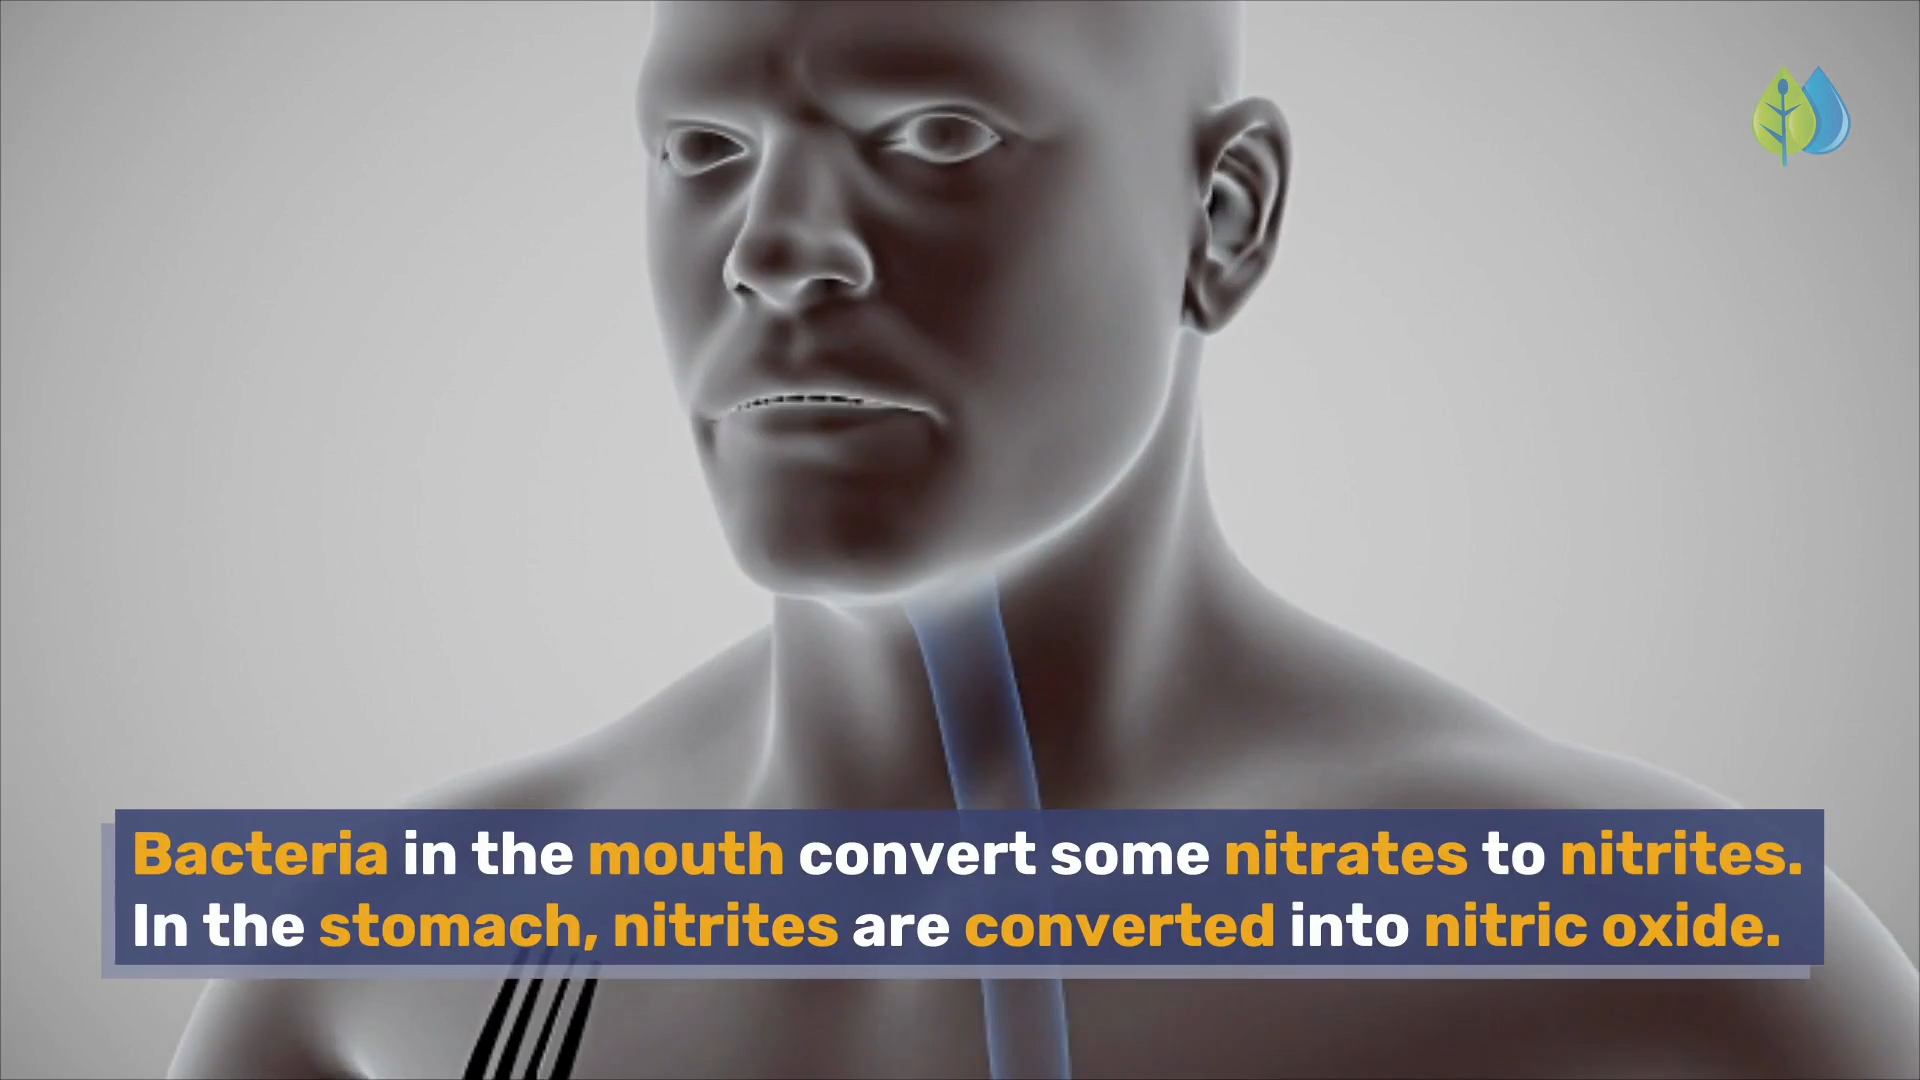 Bacteria in the mouth convert some nitrates to nitrites.
In the stomach, nitrites are converted into nitric oxide.